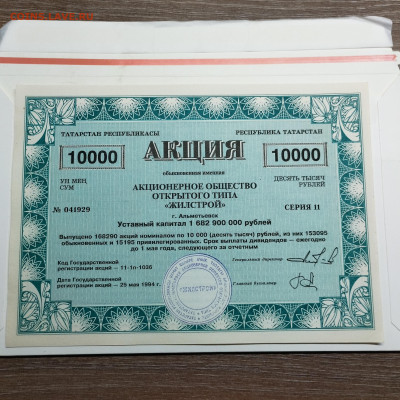 ТАТАРСТАН РЕСПУБЛИКАСЫ
РЕСПУБЛИКА ТАТАРСТАН
10000
АКЦИЯ
10000
обыкновенная именная
УН МЕҢ
СУМ
АКЦИОНЕРНОЕ ОБЩЕСТВО
ОТКРЫТОГО ТИПА
«ЖИЛСТРОЙ»
ДЕСЯТЬ ТЫСЯЧ
РУБЛЕЙ
№ 041929
г. Альметьевск
СЕРИЯ 11
Уставный капитал 1 682 900 000 рублей
Выпущено 168290 акций номиналом по 10 000 (десять тысяч) рублей, из них 153095
обыкновенных и 15195 привилегированных. Срок выплаты дивидендов — ежегодно
до 1 мая года, следующего за отчетным
Код Государственной
регистрации акций - 11-1п-1036
Генеральный директор
Дата Государственной
регистрации акций - 25 мая 1994 г.
Главный бухгалтер